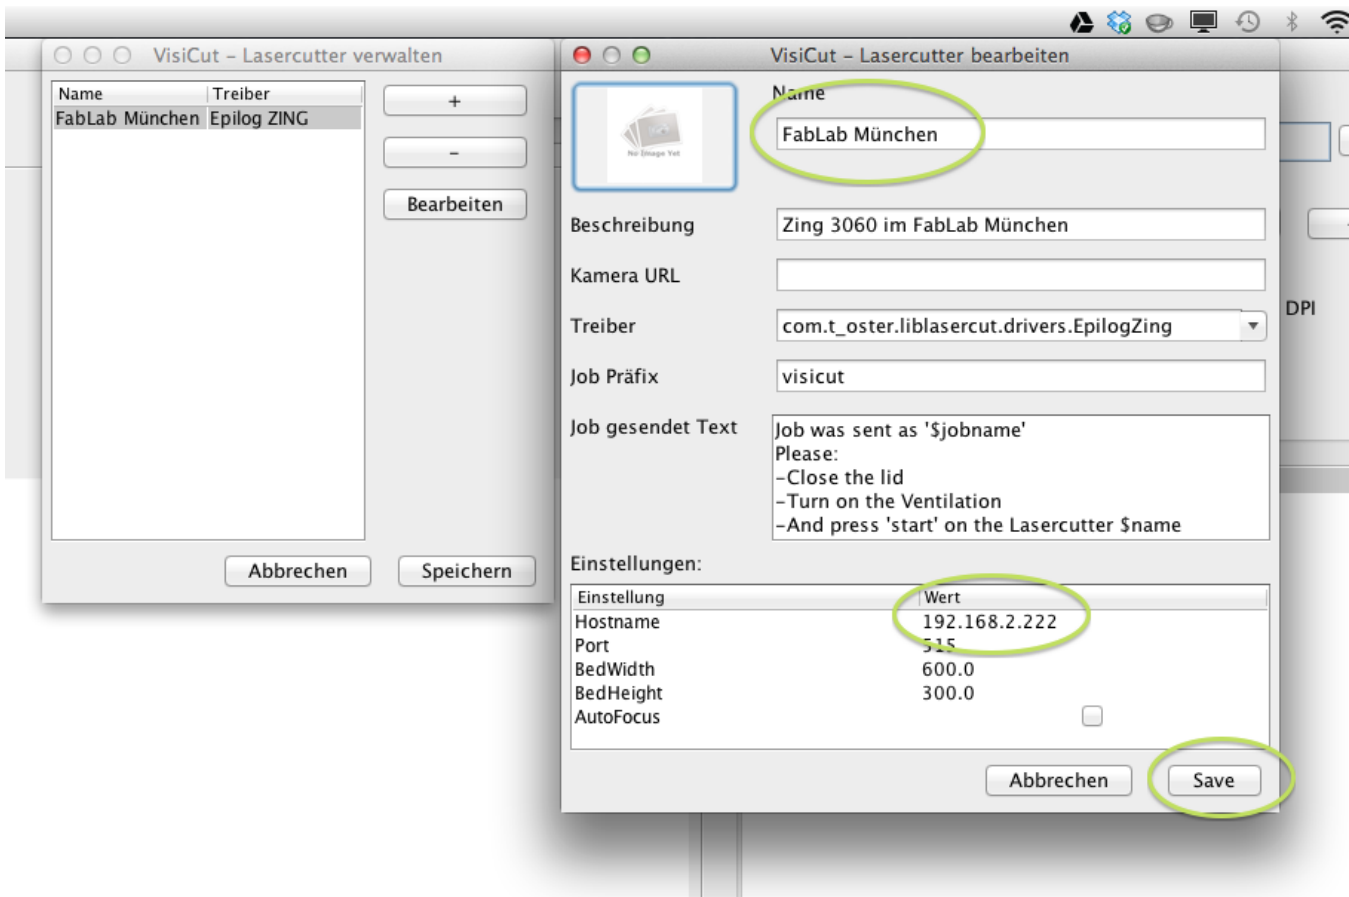 VisiCut – Lasercutter verwalten
Name Treiber
FabLab München Epilog ZING
+
–
Bearbeiten
Abbrechen Speichern
VisiCut – Lasercutter bearbeiten
No Image Yet
Name
FabLab München
Beschreibung Zing 3060 im FabLab München
Kamera URL
Treiber com.t_oster.liblasercut.drivers.EpilogZing
Job Präfix visicut
Job gesendet Text
Job was sent as '$jobname'
Please:
–Close the lid
–Turn on the Ventilation
–And press 'start' on the Lasercutter $name
Einstellungen:
Einstellung Wert
Hostname 192.168.2.222
Port 515
BedWidth 600.0
BedHeight 300.0
AutoFocus
Abbrechen Save
DPI